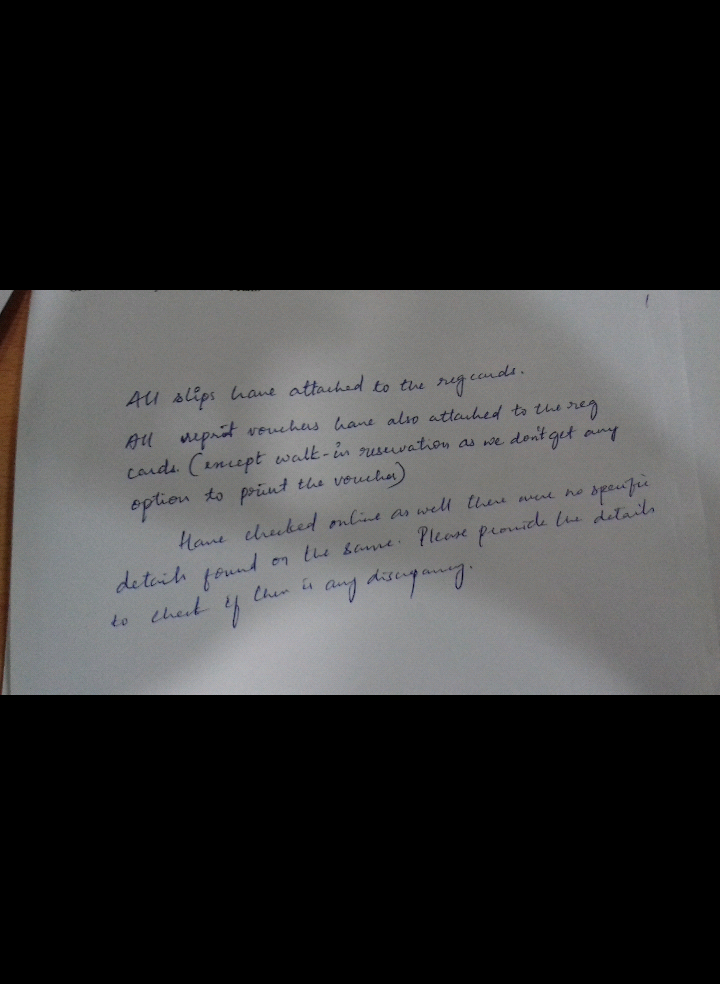 All slips have attached to the reg cards.
All reprint vouchers have also attached to the reg
cards. (except walk-in reservation as we don't get any
option to print the voucher)
Have checked online as well there were no specific
details found on the same. Please provide the details
to check if there is any discrepancy.